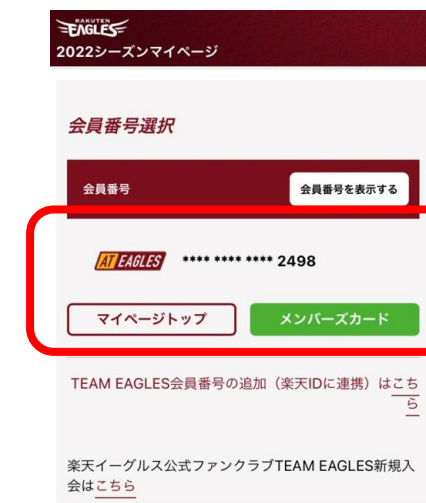 RAKUTEN
EAGLES
2022シーズンマイページ
会員番号選択
会員番号
会員番号を表示する
AT EAGLES **** **** **** 2498
マイページトップ
メンバーズカード
TEAM EAGLES会員番号の追加（楽天IDに連携）はこち
ら
楽天イーグルス公式ファンクラブTEAM EAGLES新規入
会はこちら